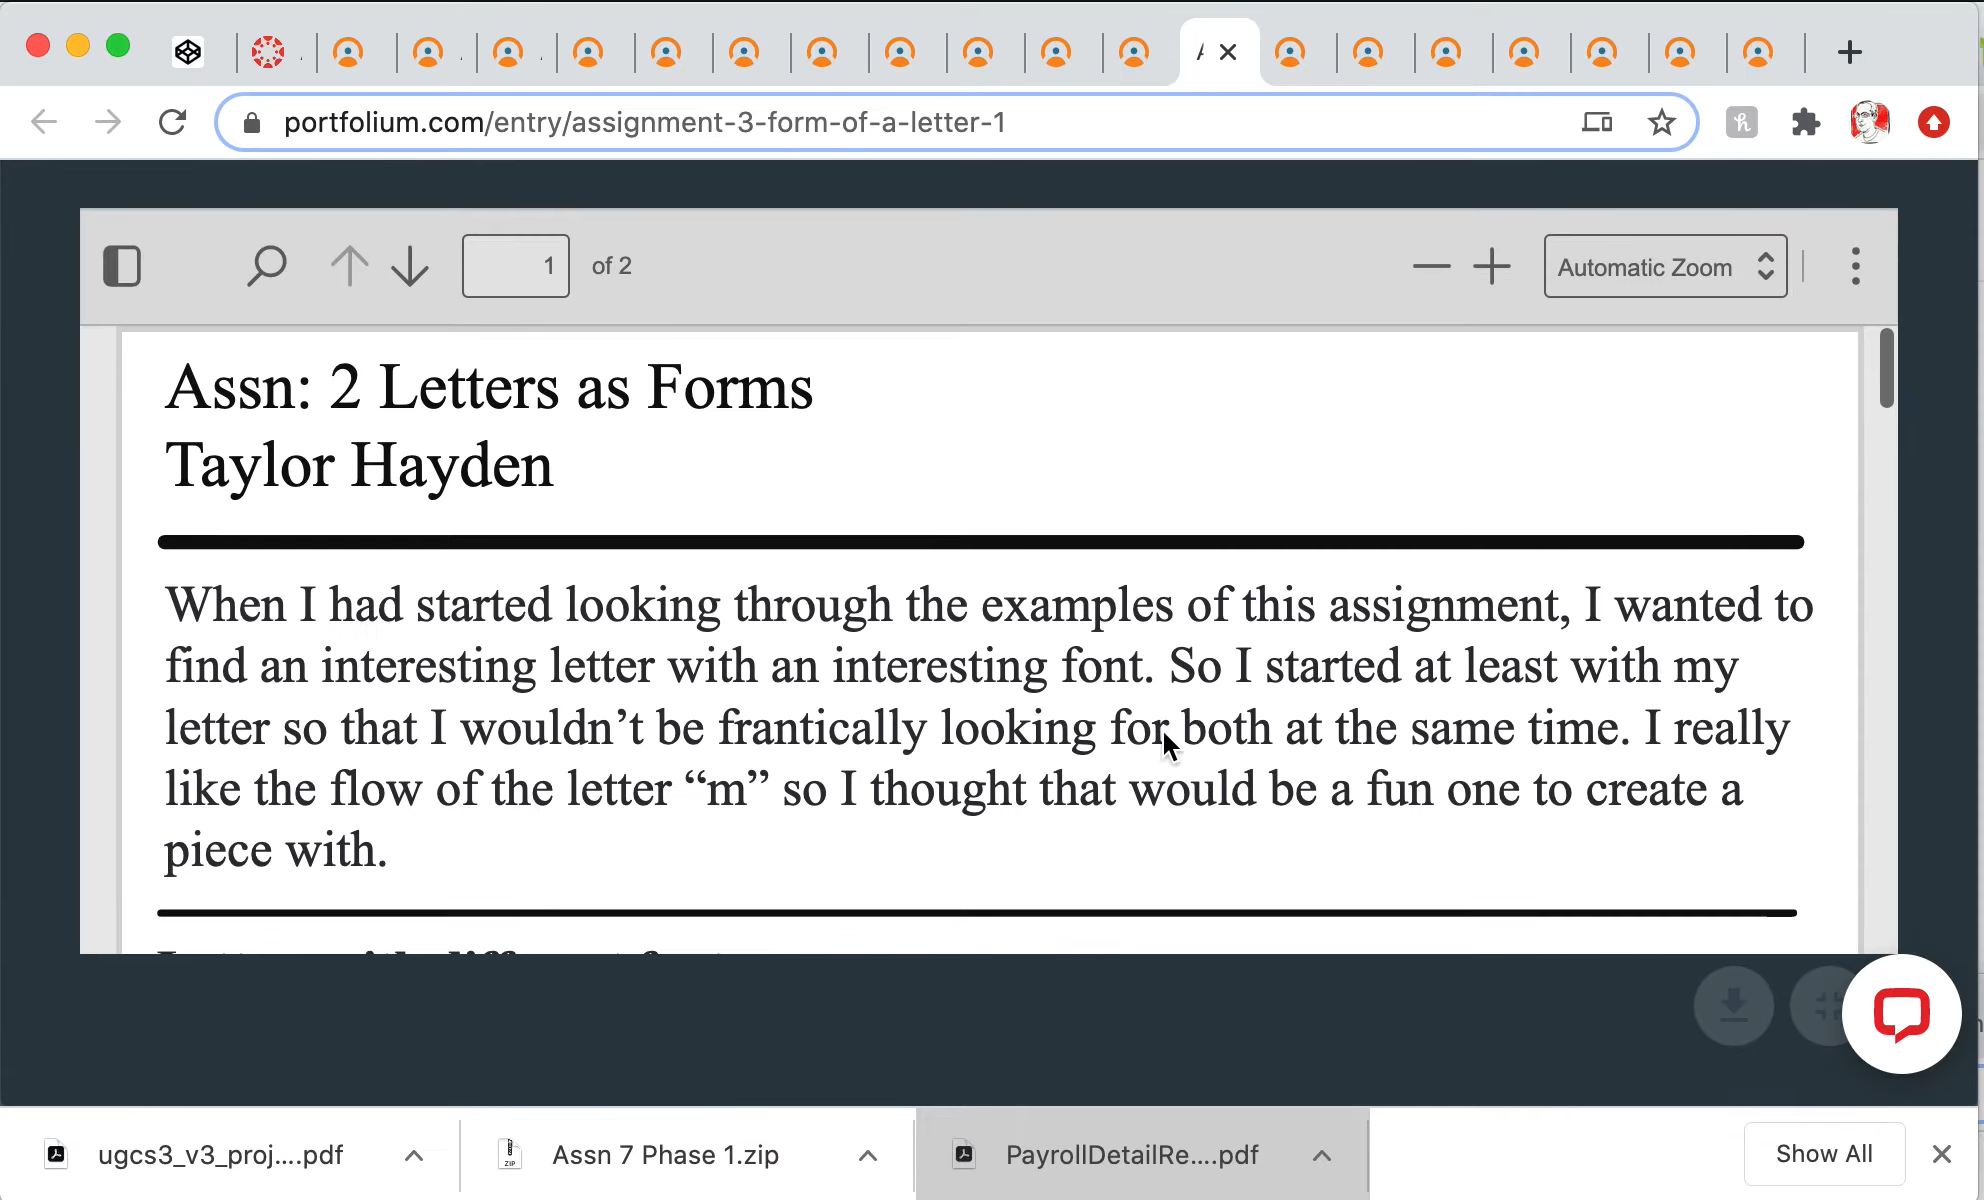 portfolium.com/entry/assignment-3-form-of-a-letter-1
1 of 2
Automatic Zoom
Assn: 2 Letters as Forms
Taylor Hayden
When I had started looking through the examples of this assignment, I wanted to
find an interesting letter with an interesting font. So I started at least with my
letter so that I wouldn’t be frantically looking for both at the same time. I really
like the flow of the letter “m” so I thought that would be a fun one to create a
piece with.
ugcs3_v3_proj....pdf
ZIP
Assn 7 Phase 1.zip
PayrollDetailRe....pdf
Show All